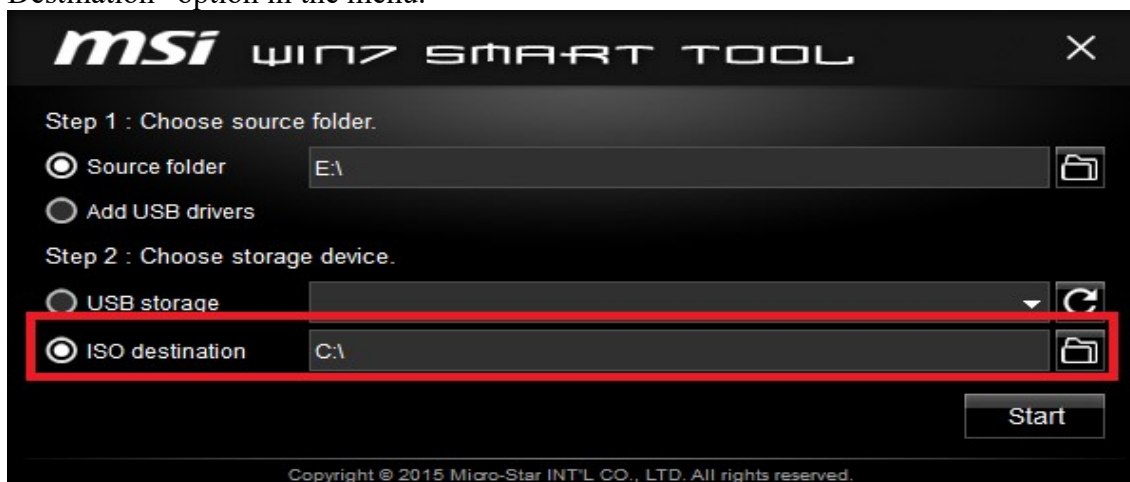 Destination" option in the menu.
msi WIN7 SMART TOOL
Step 1 : Choose source folder.
Source folder E:\
Add USB drivers
Step 2 : Choose storage device.
USB storage
ISO destination C:\
Start
Copyright © 2015 Micro-Star INT'L CO., LTD. All rights reserved.